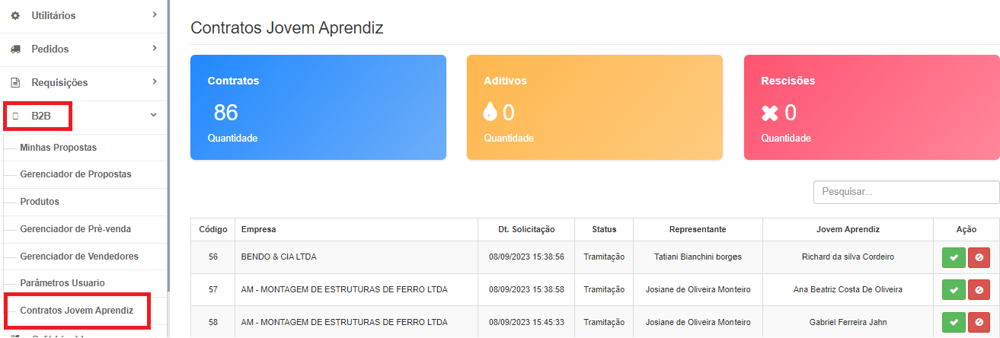 Utilitários
Pedidos
Requisições
B2B
Minhas Propostas
Gerenciador de Propostas
Produtos
Gerenciador de Pré-venda
Gerenciador de Vendedores
Parâmetros Usuario
Contratos Jovem Aprendiz
Contratos Jovem Aprendiz
Contratos
86
Quantidade
Aditivos
0
Quantidade
Rescisões
0
Quantidade
Pesquisar...
Código Empresa Dt. Solicitação Status Representante Jovem Aprendiz Ação
56 BENDO & CIA LTDA 08/09/2023 15:38:56 Tramitação Tatiani Bianchini borges Richard da silva Cordeiro
57 AM - MONTAGEM DE ESTRUTURAS DE FERRO LTDA 08/09/2023 15:38:58 Tramitação Josiane de Oliveira Monteiro Ana Beatriz Costa De Oliveira
58 AM - MONTAGEM DE ESTRUTURAS DE FERRO LTDA 08/09/2023 15:45:33 Tramitação Josiane de Oliveira Monteiro Gabriel Ferreira Jahn